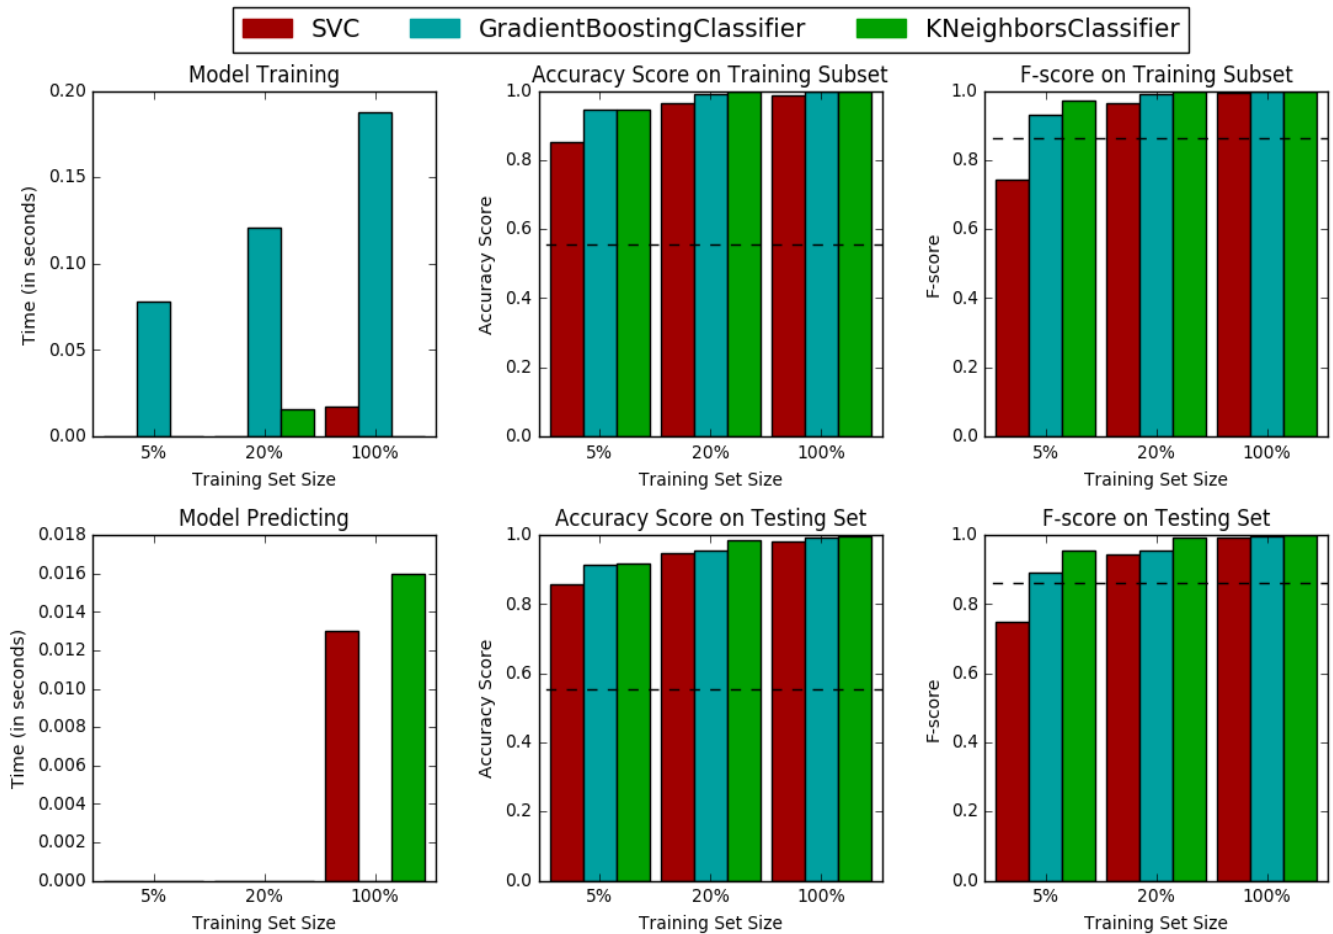 SVC GradientBoostingClassifier KNeighborsClassifier
Model Training
0.20
0.15
0.10
0.05
0.00
Time (in seconds)
5% 20% 100%
Training Set Size
Accuracy Score on Training Subset
1.0
0.8
0.6
0.4
0.2
0.0
Accuracy Score
5% 20% 100%
Training Set Size
F-score on Training Subset
1.0
0.8
0.6
0.4
0.2
0.0
F-score
5% 20% 100%
Training Set Size
Model Predicting
0.018
0.016
0.014
0.012
0.010
0.008
0.006
0.004
0.002
0.000
Time (in seconds)
5% 20% 100%
Training Set Size
Accuracy Score on Testing Set
1.0
0.8
0.6
0.4
0.2
0.0
Accuracy Score
5% 20% 100%
Training Set Size
F-score on Testing Set
1.0
0.8
0.6
0.4
0.2
0.0
F-score
5% 20% 100%
Training Set Size